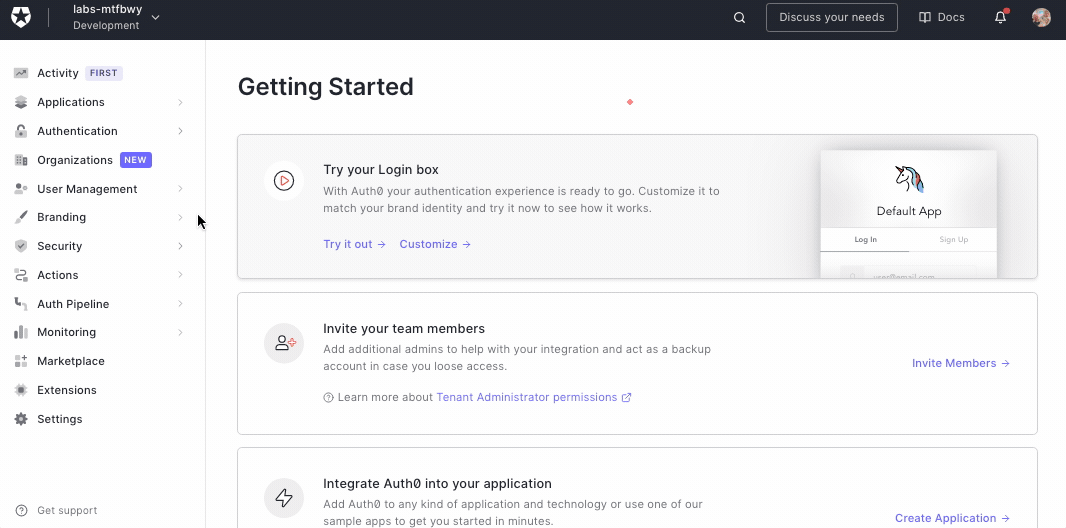 labs-mtfbwy
Development
Discuss your needs
Docs
Activity FIRST
Applications
Authentication
Organizations NEW
User Management
Branding
Security
Actions
Auth Pipeline
Monitoring
Marketplace
Extensions
Settings
Get support
Getting Started
Try your Login box
With Auth0 your authentication experience is ready to go. Customize it to
match your brand identity and try it now to see how it works.
Try it out → Customize →
Default App
Log In Sign Up
user@email.com
Invite your team members
Add additional admins to help with your integration and act as a backup
account in case you loose access.
Invite Members →
Learn more about Tenant Administrator permissions
Integrate Auth0 into your application
Add Auth0 to any kind of application and technology or use one of our
sample apps to get you started in minutes.
Create Application →